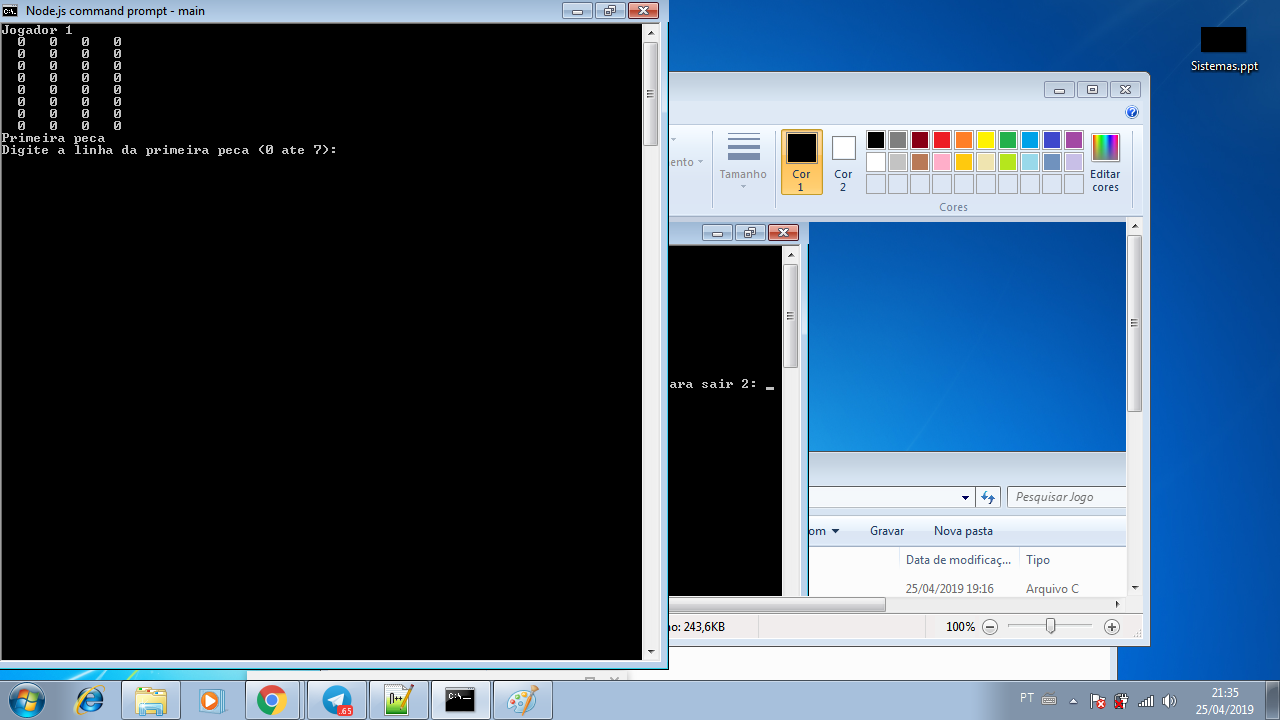 Node.js command prompt - main
Jogador 1
0 0 0 0
0 0 0 0
0 0 0 0
0 0 0 0
0 0 0 0
0 0 0 0
0 0 0 0
0 0 0 0
Primeira peca
Digite a linha da primeira peca (0 ate 7):
Sistemas.ppt
ento
Tamanho
Cor 1
Cor 2
Editar cores
Cores
ara sair 2: _
Pesquisar Jogo
om
Gravar
Nova pasta
Data de modificaç...
Tipo
25/04/2019 19:16
Arquivo C
no: 243,6KB
100%
C:\
.65
PT
21:35
25/04/2019